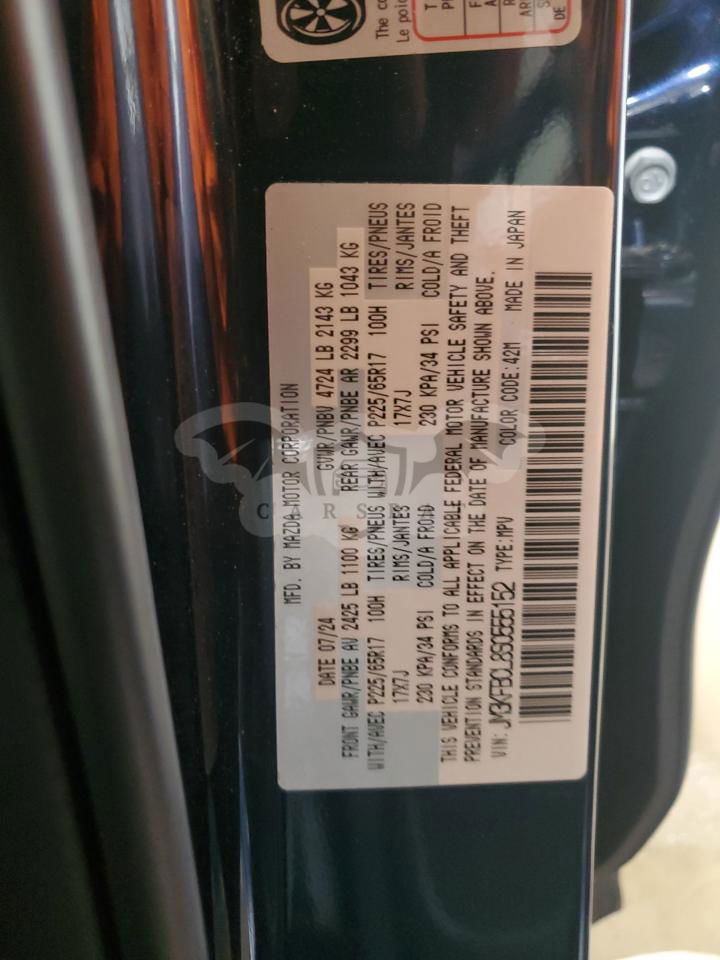 The co
Le poid
MFD. BY MAZDA MOTOR CORPORATION
DATE 07/24 GVWR/PNBV 4724 LB 2143 KG
FRONT GAWR/PNBE AV 2425 LB 1100 KG REAR GAWR/PNBE AR 2299 LB 1043 KG
WITH/AVEC P225/65R17 100H TIRES/PNEUS WITH/AVEC P225/65R17 100H TIRES/PNEUS
17X7J RIMS/JANTES 17X7J RIMS/JANTES
230 KPA/34 PSI COLD/A FROID 230 KPA/34 PSI COLD/A FROID
THIS VEHICLE CONFORMS TO ALL APPLICABLE FEDERAL MOTOR VEHICLE SAFETY AND THEFT
PREVENTION STANDARDS IN EFFECT ON THE DATE OF MANUFACTURE SHOWN ABOVE.
VIN: JM3KFBCL8S0555152 TYPE:MPV COLOR CODE:42M MADE IN JAPAN